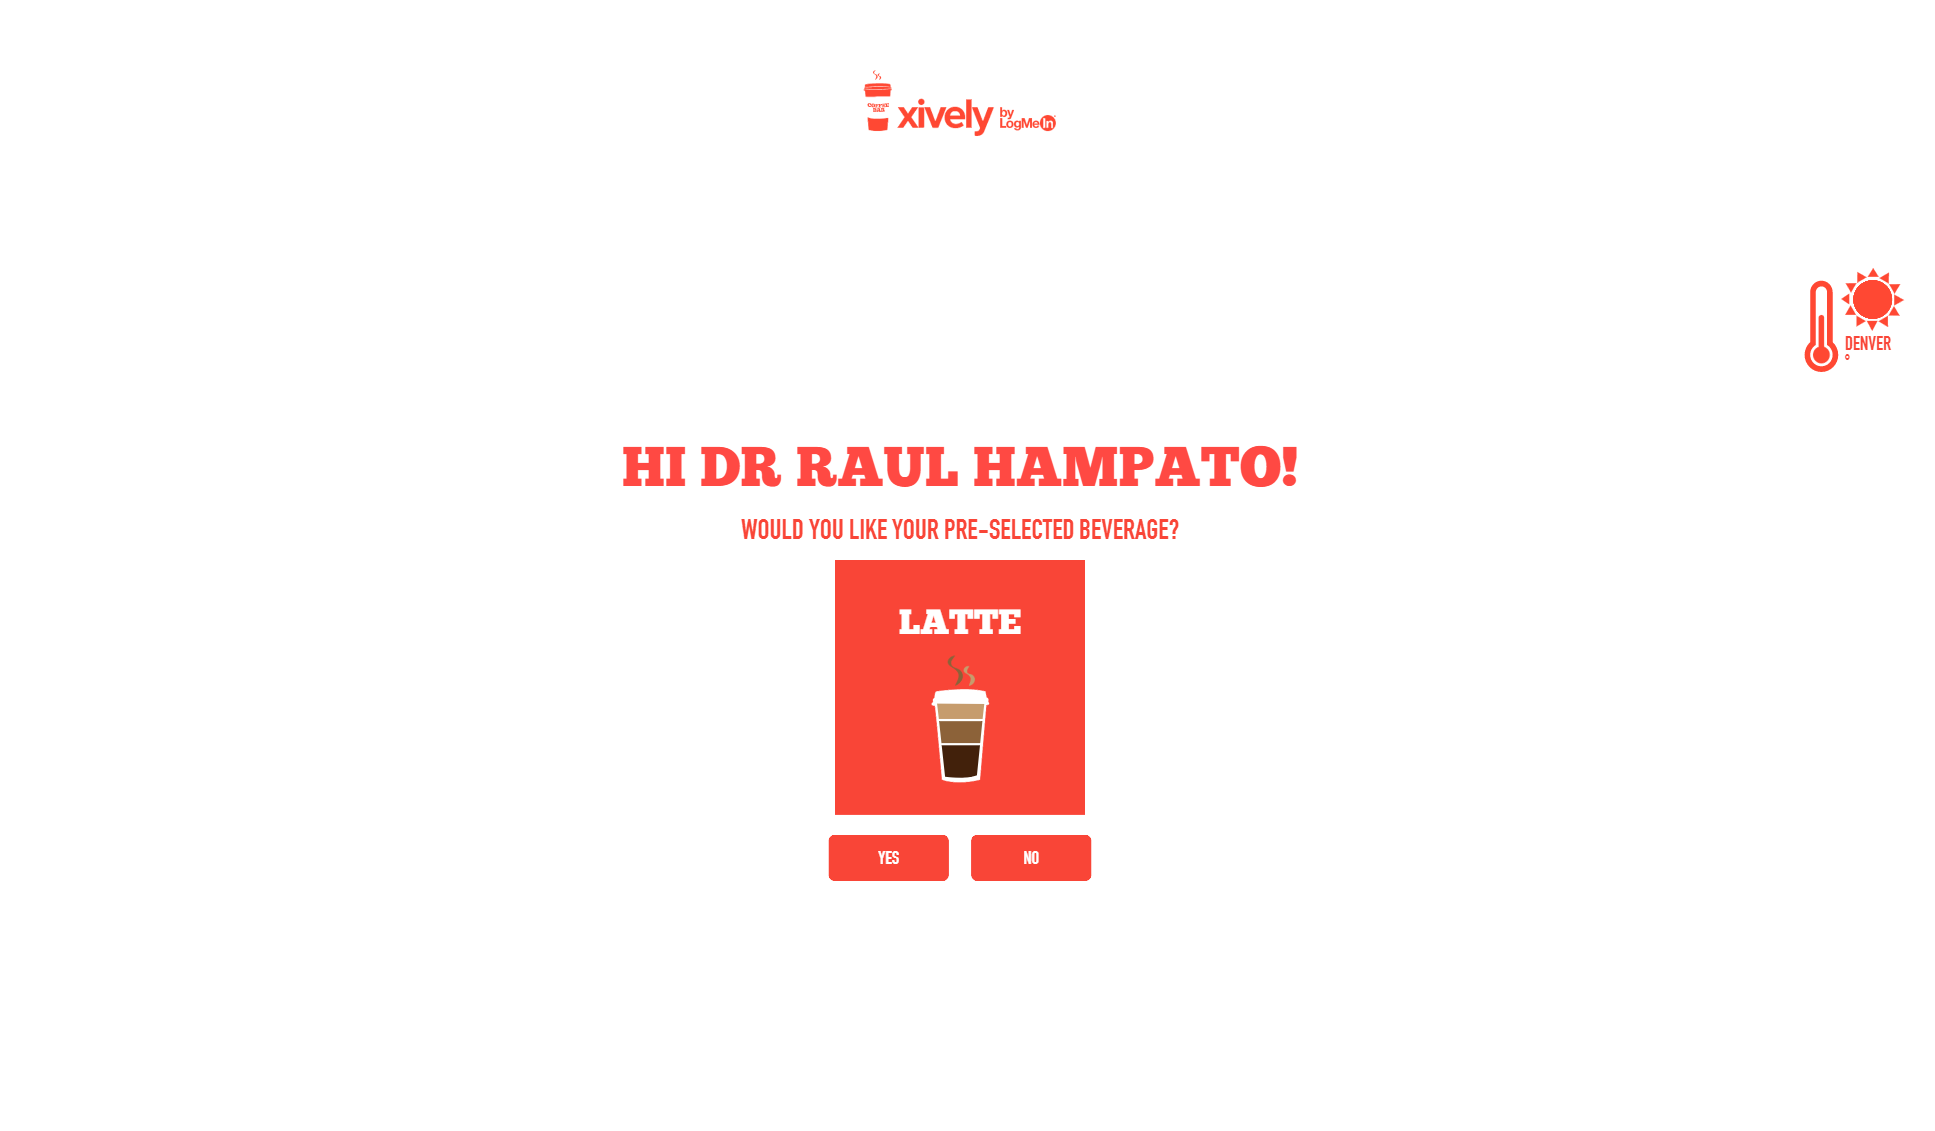 COFFEE
BAR
xively by
LogMeIn
DENVER
°
HI DR RAUL HAMPATO!
WOULD YOU LIKE YOUR PRE-SELECTED BEVERAGE?
LATTE
YES
NO